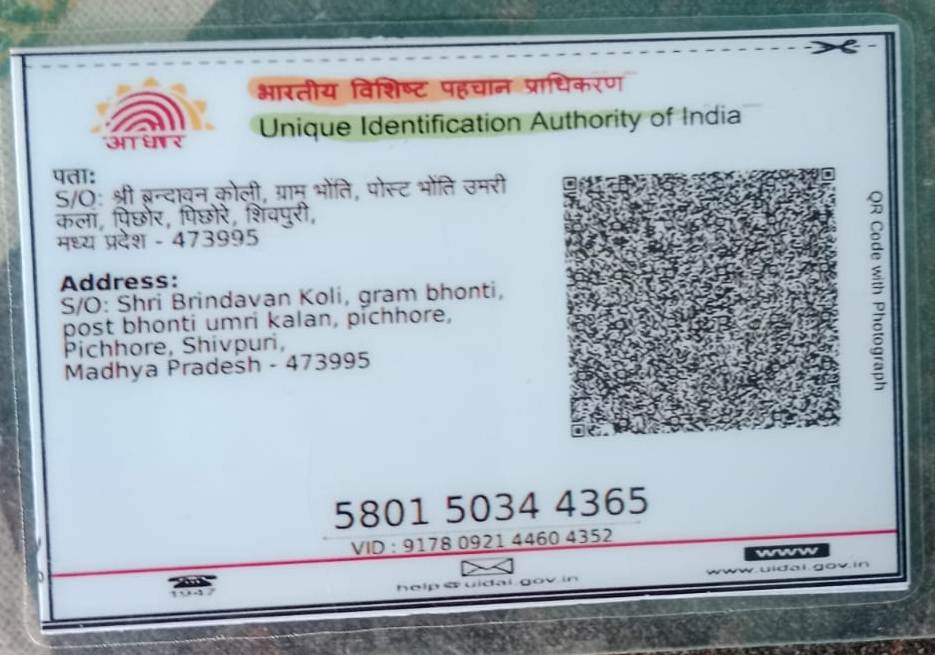 भारतीय विशिष्ट पहचान प्राधिकरण
Unique Identification Authority of India
आधार
पता:
S/O: श्री ब्रन्दावन कोली, ग्राम भोंति, पोस्ट भोंति उमरी
कलां, पिछोर, पिछोरे, शिवपुरी,
मध्य प्रदेश - 473995
Address:
S/O: Shri Brindavan Koli, gram bhonti,
post bhonti umri kalan, pichhore,
Pichhore, Shivpuri,
Madhya Pradesh - 473995
QR Code with Photograph
5801 5034 4365
VID : 9178 0921 4460 4352
1947
help@uidai.gov.in
www
www.uidai.gov.in